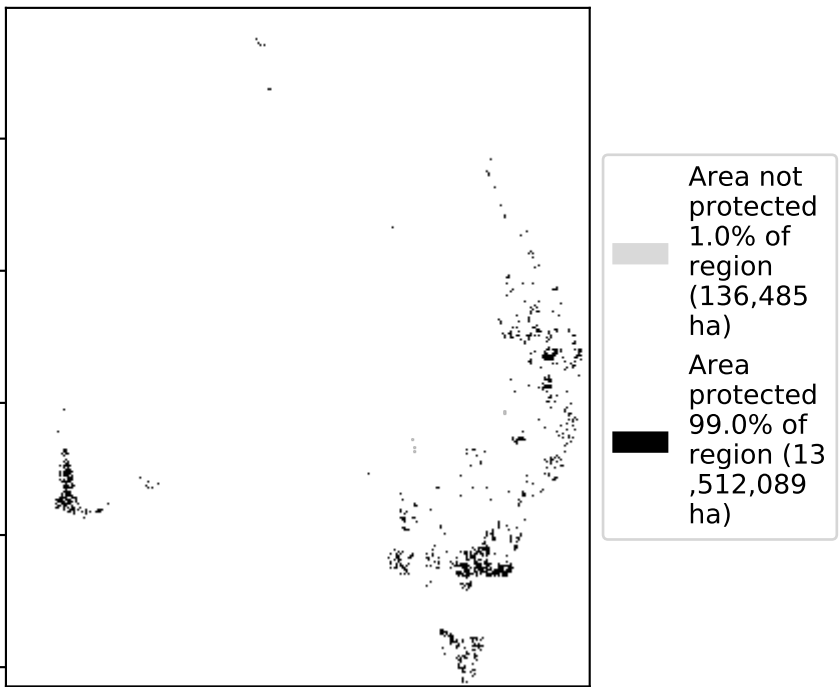 Area not
protected
1.0% of
region
(136,485
ha)
Area
protected
99.0% of
region (13
,512,089
ha)